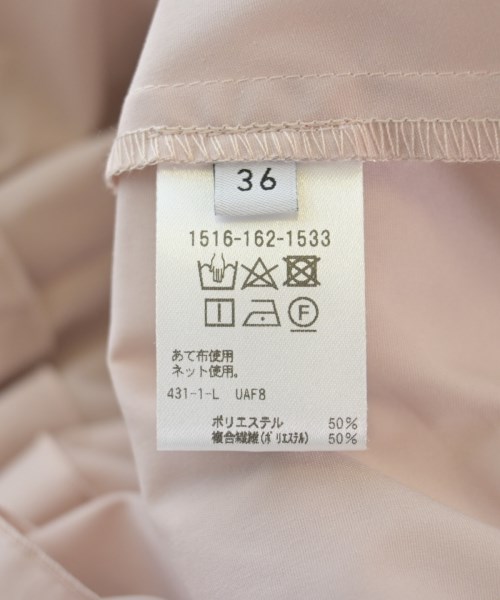 36
1516-162-1533
F
あて布使用
ネット使用。
431-1-L UAF8
ポリエステル 50%
複合繊維(ポリエステル) 50%